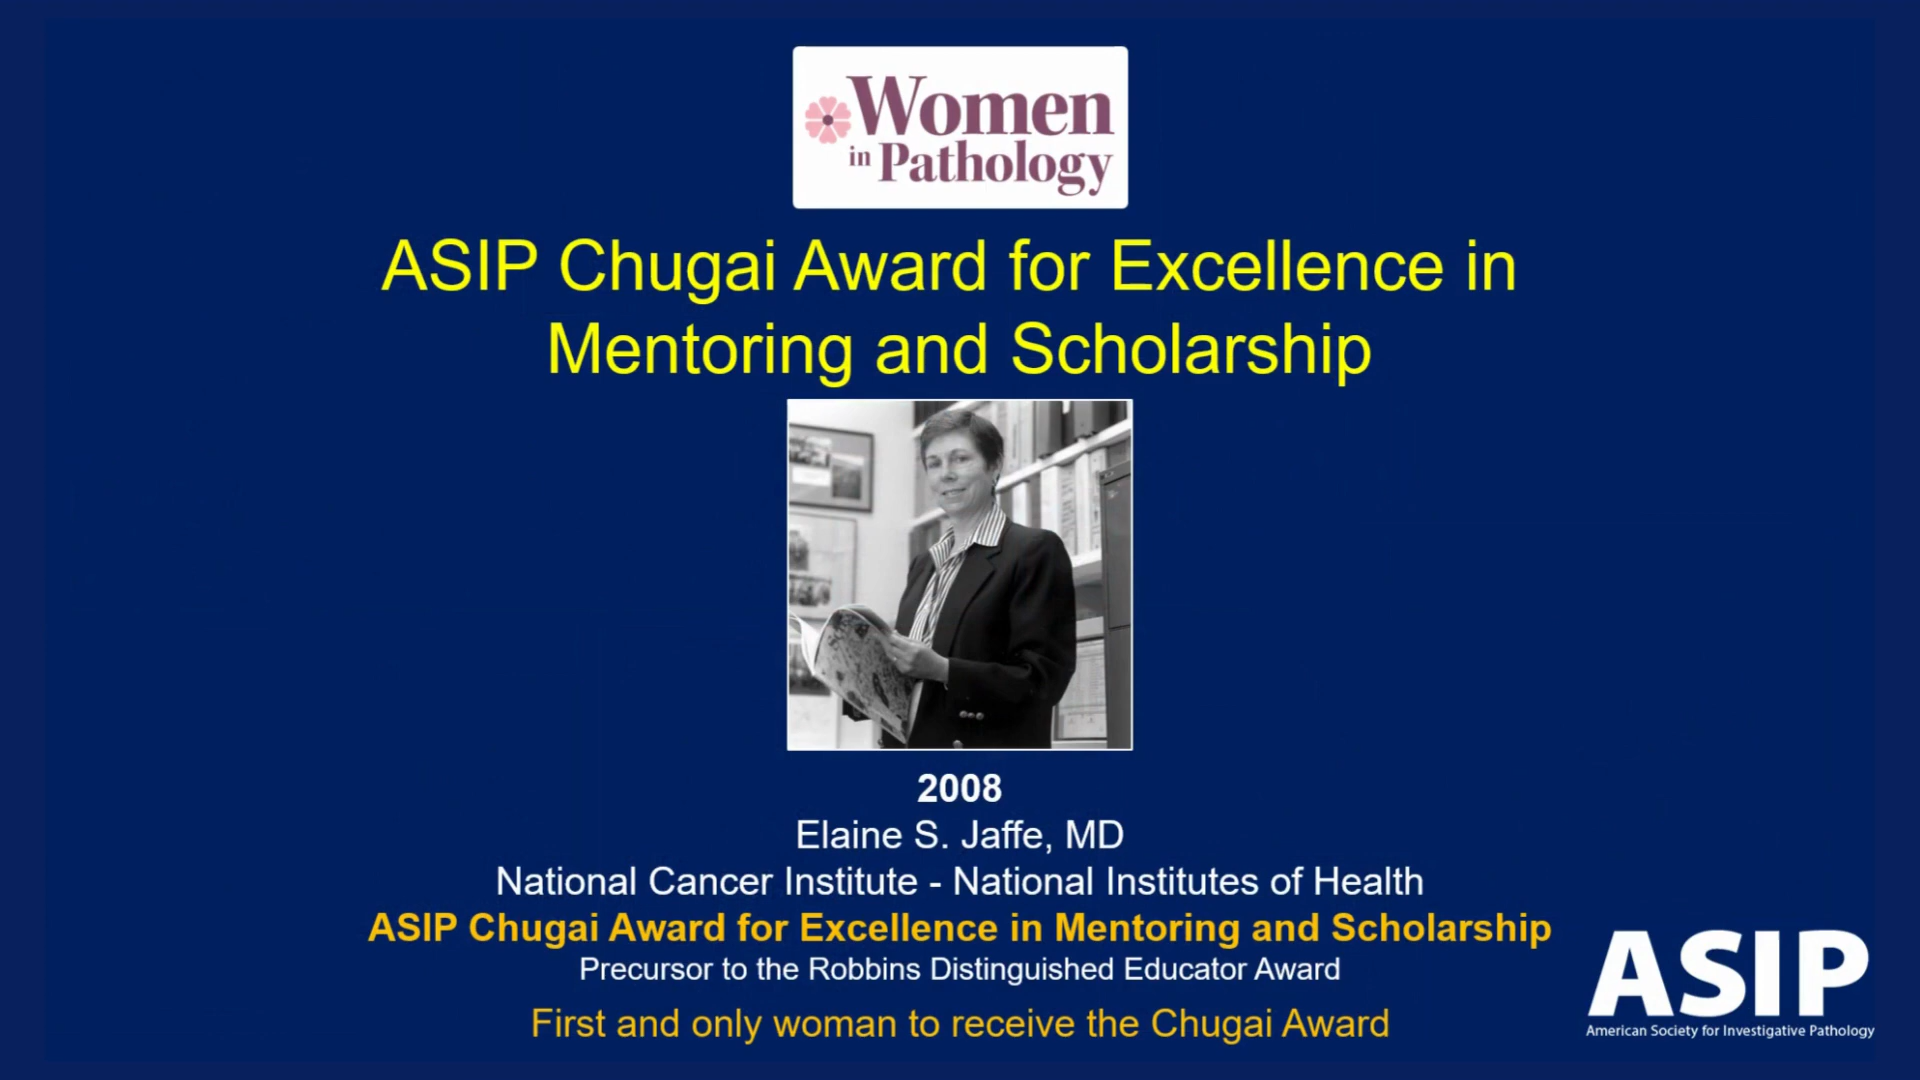 Women
in Pathology
ASIP Chugai Award for Excellence in
Mentoring and Scholarship
2008
Elaine S. Jaffe, MD
National Cancer Institute - National Institutes of Health
ASIP Chugai Award for Excellence in Mentoring and Scholarship
Precursor to the Robbins Distinguished Educator Award
First and only woman to receive the Chugai Award
ASIP
American Society for Investigative Pathology